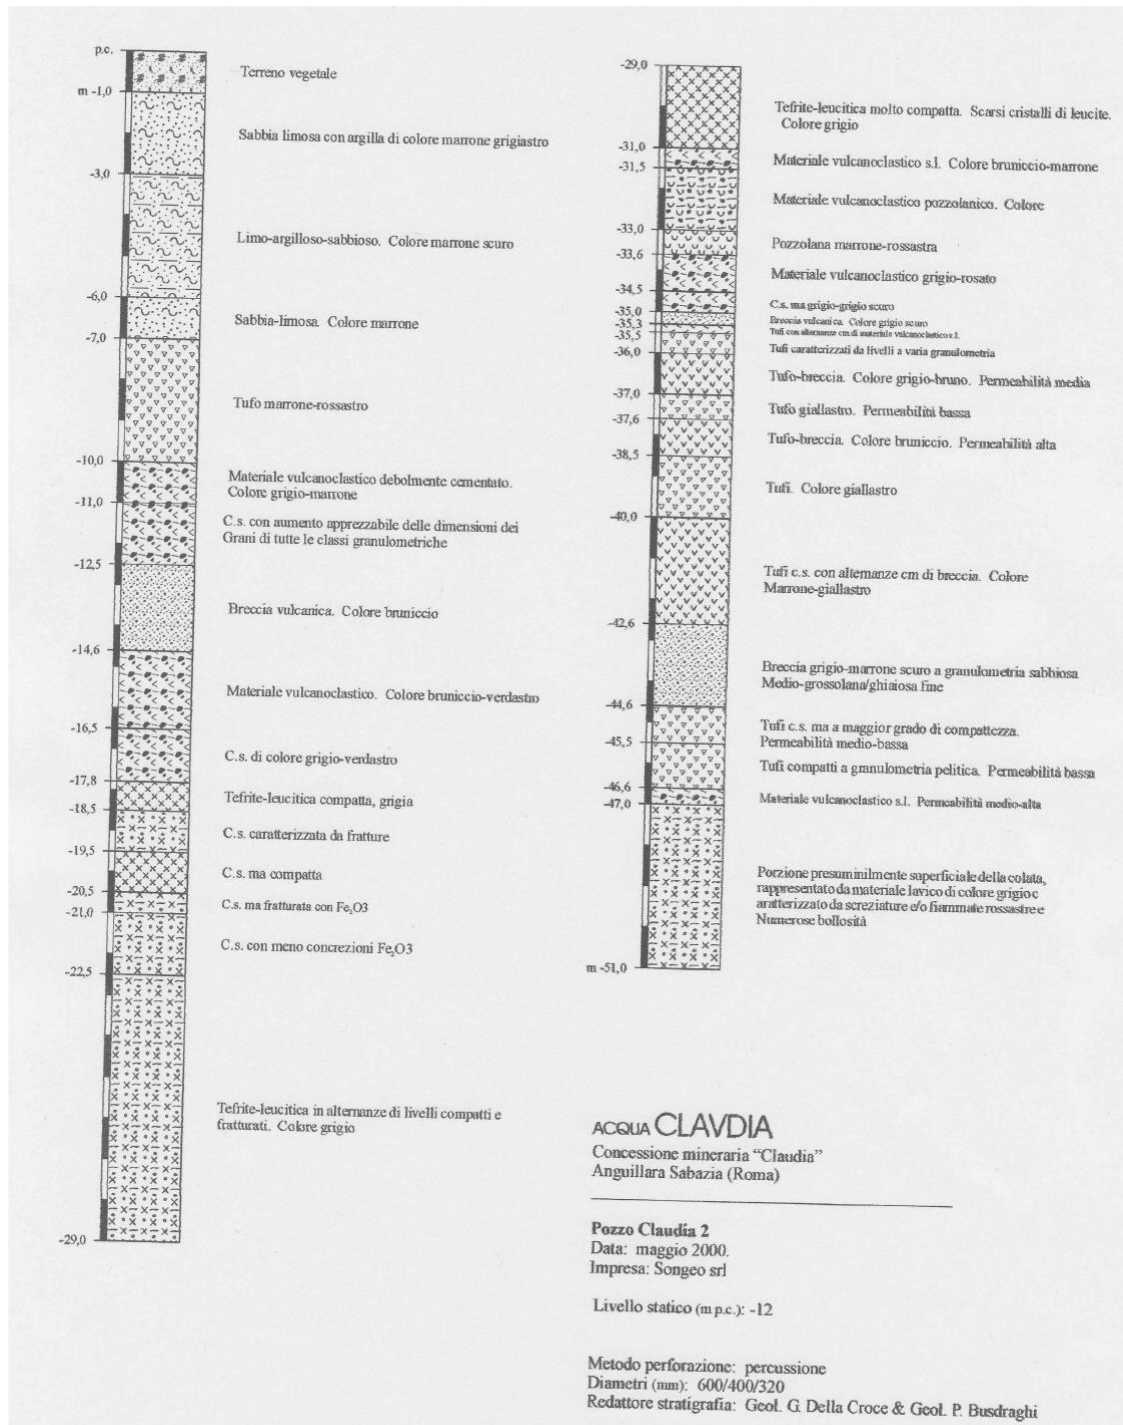 p.c.
Terreno vegetale
m -1,0
Sabbia limosa con argilla di colore marrone grigiastro
-3,0
Limo-argilloso-sabbioso. Colore marrone scuro
-6,0
Sabbia-limosa. Colore marrone
-7,0
Tufo marrone-rossastro
-10,0
Materiale vulcanoclastico debolmente cementato.
Colore grigio-marrone
-11,0
C.s. con aumento apprezzabile delle dimensioni dei
Grani di tutte le classi granulometriche
-12,5
Breccia vulcanica. Colore bruniccio
-14,6
Materiale vulcanoclastico. Colore bruniccio-verdastro
-16,5
C.s. di colore grigio-verdastro
-17,8
Tefrite-leucitica compatta, grigia
-18,5
C.s. caratterizzata da fratture
-19,5
C.s. ma compatta
-20,5
C.s. ma fratturata con Fe₂O3
-21,0
C.s. con meno concrezioni Fe₂O3
-22,5
Tefrite-leucitica in alternanze di livelli compatti e
fratturati. Colore grigio
-29,0
-29,0
Tefrite-leucitica molto compatta. Scarsi cristalli di leucite.
Colore grigio
-31,0
Materiale vulcanoclastico s.l. Colore bruniccio-marrone
-31,5
Materiale vulcanoclastico pozzolanico. Colore
-33,0
Pozzolana marrone-rossastra
-33,6
Materiale vulcanoclastico grigio-rosato
-34,5
C.s. ma grigio-grigio scuro
-35,0
Breccia vulcanica. Colore grigio scuro
-35,3
Tufi con alternanze cm di materiale vulcanoclastico s.l.
-35,5
Tufi caratterizzati da livelli a varia granulometria
-36,0
Tufo-breccia. Colore grigio-bruno. Permeabilità media
-37,0
Tufo giallastro. Permeabilità bassa
-37,6
Tufo-breccia. Colore bruniccio. Permeabilità alta
-38,5
Tufi. Colore giallastro
-40,0
Tufi c.s. con alternanze cm di breccia. Colore
Marrone-giallastro
-42,6
Breccia grigio-marrone scuro a granulometria sabbiosa
Medio-grossolana/ghiaiosa fine
-44,6
Tufi c.s. ma a maggior grado di compattezza.
Permeabilità medio-bassa
-45,5
Tufi compatti a granulometria pelitica. Permeabilità bassa
-46,6
Materiale vulcanoclastico s.l. Permeabilità medio-alta
-47,0
Porzione presuminilmente superficiale della colata,
rappresentato da materiale lavico di colore grigio c
aratterizzato da screziature e/o fiammate rossastre e
Numerose bollosità
m -51,0
ACQUA CLAVDIA
Concessione mineraria “Claudia”
Anguillara Sabazia (Roma)
Pozzo Claudia 2
Data: maggio 2000.
Impresa: Songeo srl
Livello statico (m p.c.): -12
Metodo perforazione: percussione
Diametri (mm): 600/400/320
Redattore stratigrafia: Geol. G. Della Croce & Geol. P. Busdraghi